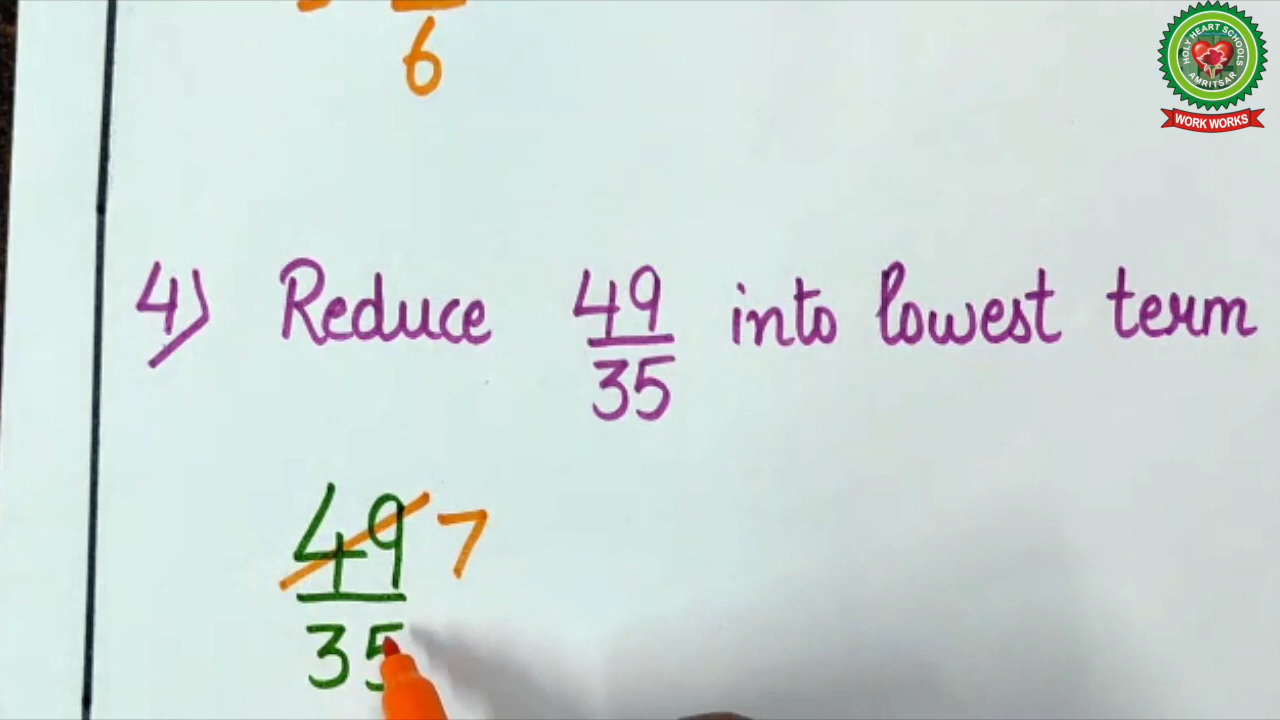 6
HOLY HEART SCHOOLS
AMRITSAR
WORK WORKS
4) Reduce 49/35 into lowest term
49 7
35